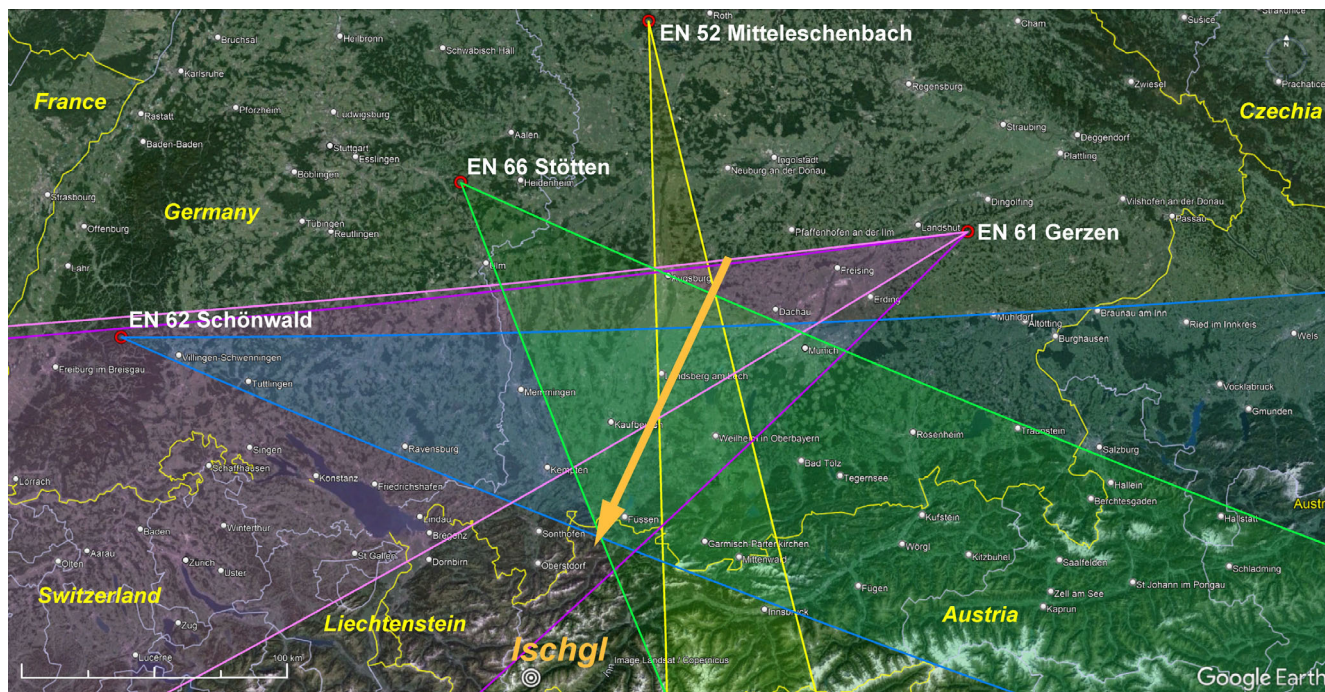 Roth
Cham
Sušice
Strakonice
Bruchsal
Heilbronn
Schwäbisch Hall
EN 52 Mitteleschenbach
N
Karlsruhe
Regensburg
Zwiesel
Prachatice
France
Pforzheim
Ludwigsburg
Czechia
Rastatt
Straubing
Aalen
Deggendorf
Baden-Baden
Stuttgart
Esslingen
Ingolstadt
Plattling
EN 66 Stötten
Neuburg an der Donau
Böblingen
Heidenheim
Strasbourg
Dingolfing
Vilshofen an der Donau
Germany
Passau
Offenburg
Tübingen
Reutlingen
Pfaffenhofen an der Ilm
Landshut
EN 61 Gerzen
Lahr
Ulm
Freising
Augsburg
Erding
Dachau
EN 62 Schönwald
Mühldorf
Altötting
Braunau am Inn
Ried im Innkreis
Wels
Burghausen
Villingen-Schwenningen
Munich
Freiburg im Breisgau
Tuttlingen
Landsberg am Lech
Memmingen
Vöcklabruck
Gmunden
Kaufbeuren
Weilheim in Oberbayern
Rosenheim
Traunstein
Ravensburg
Singen
Salzburg
Schaffhausen
Kempten
Bad Tölz
Lörrach
Konstanz
Friedrichshafen
Tegernsee
Hallein
Berchtesgaden
Baden
Winterthur
Lindau
Füssen
Kufstein
Hallstatt
Bregenz
Sonthofen
Garmisch-Partenkirchen
Wörgl
Kitzbühel
Aarau
Zürich
St Gallen
Dornbirn
Oberstdorf
Mittenwald
Saalfelden
Schladming
Olten
Uster
Fügen
St Johann im Pongau
Switzerland
Zell am See
Kaprun
Innsbruck
Austria
Zug
Liechtenstein
Ischgl
Lucerne
100 km
Inn
Image Landsat / Copernicus
Google Earth